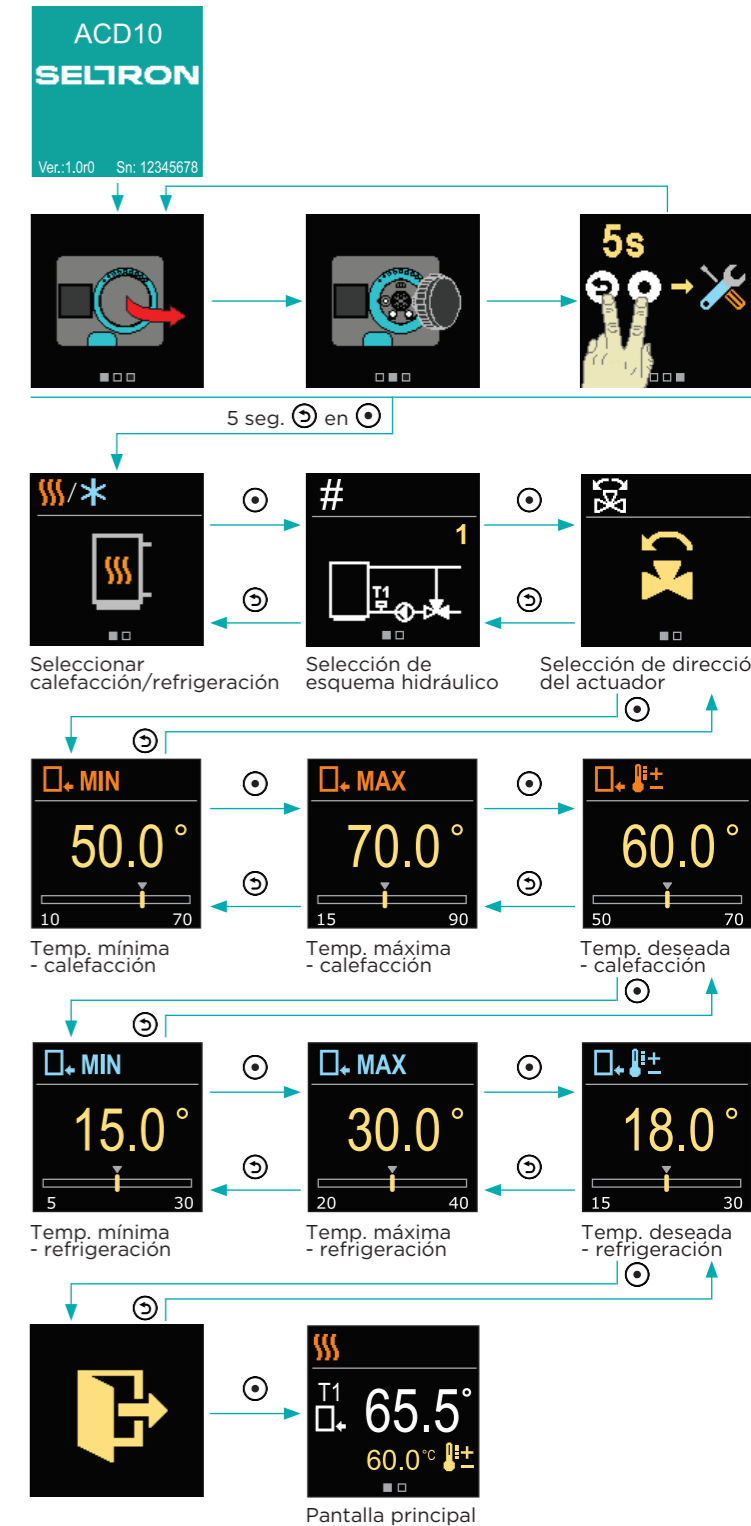 ACD10
SELTRON
Ver.:1.0r0 Sn: 12345678
5s
5 seg. en
#
1
T1
Seleccionar
calefacción/refrigeración
Selección de
esquema hidráulico
Selección de direcció
del actuador
MIN
50.0°
10 70
Temp. mínima
- calefacción
MAX
70.0°
15 90
Temp. máxima
- calefacción
60.0°
50 70
Temp. deseada
- calefacción
MIN
15.0°
5 30
Temp. mínima
- refrigeración
MAX
30.0°
20 40
Temp. máxima
- refrigeración
18.0°
15 30
Temp. deseada
- refrigeración
T1
65.5°
60.0°C
Pantalla principal